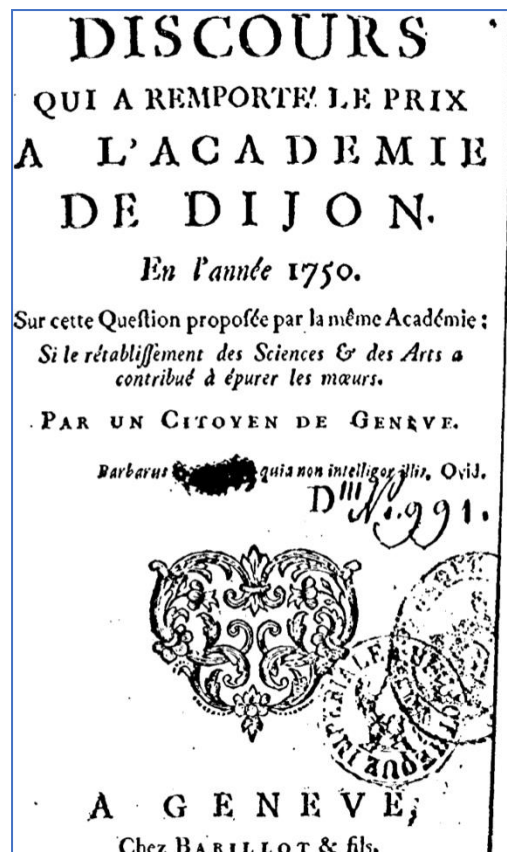 DISCOURS
QUI A REMPORTE' LE PRIX
A L'ACADEMIE
DE DIJON.
En l'année 1750.
Sur cette Queſtion propoſée par la même Académie :
Si le rétabliſſement des Sciences & des Arts a
contribué à épurer les mœurs.
PAR UN CITOYEN DE GENÈVE.
Barbarus quia non intelligor illis. Ovid.
D III N. 991.
A GENEVE,
Chez BARILLOT & fils.